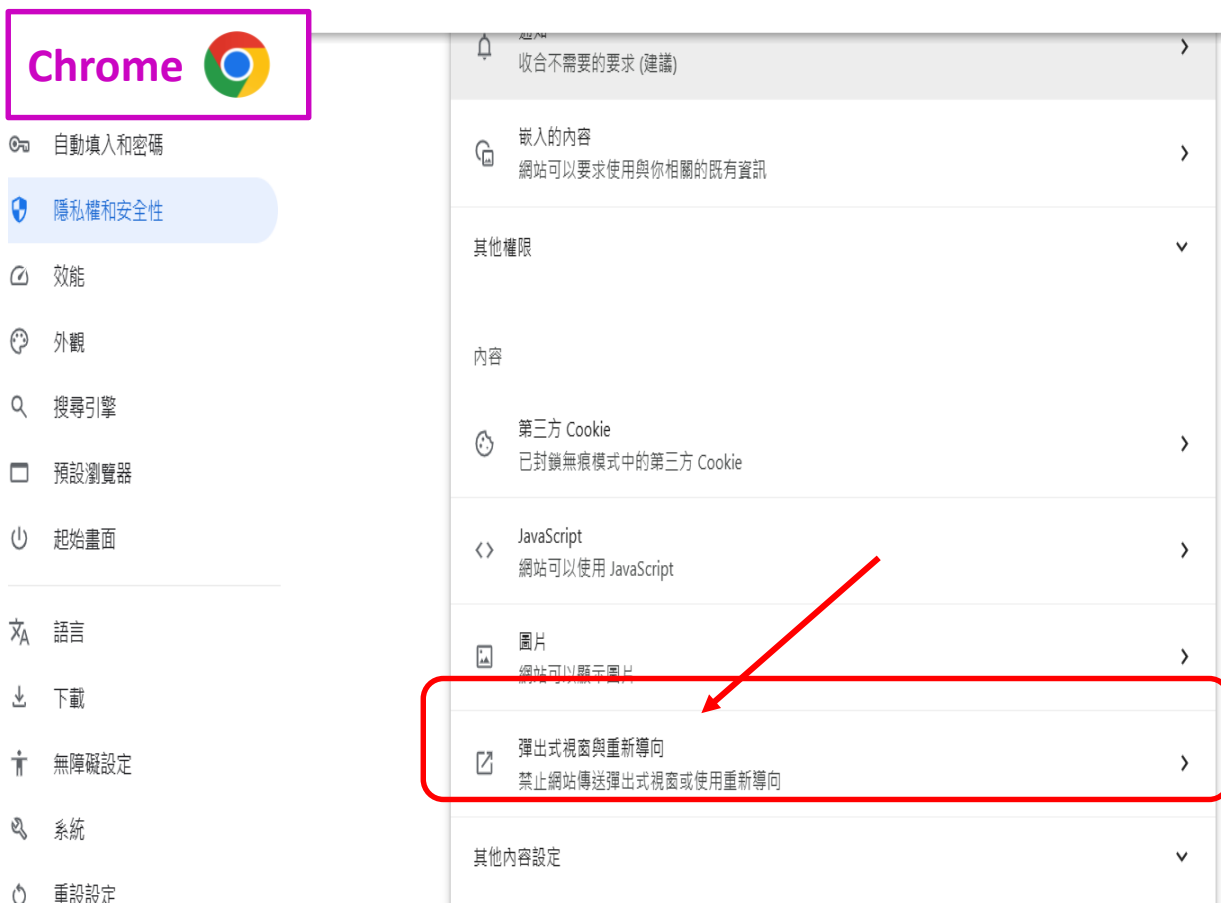 Chrome
自動填入和密碼
隱私權和安全性
效能
外觀
搜尋引擎
預設瀏覽器
起始畫面
語言
下載
無障礙設定
系統
重設設定
通知
收合不需要的要求 (建議)
嵌入的內容
網站可以要求使用與你相關的既有資訊
其他權限
內容
第三方 Cookie
已封鎖無痕模式中的第三方 Cookie
JavaScript
網站可以使用 JavaScript
圖片
網站可以顯示圖片
彈出式視窗與重新導向
禁止網站傳送彈出式視窗或使用重新導向
其他內容設定